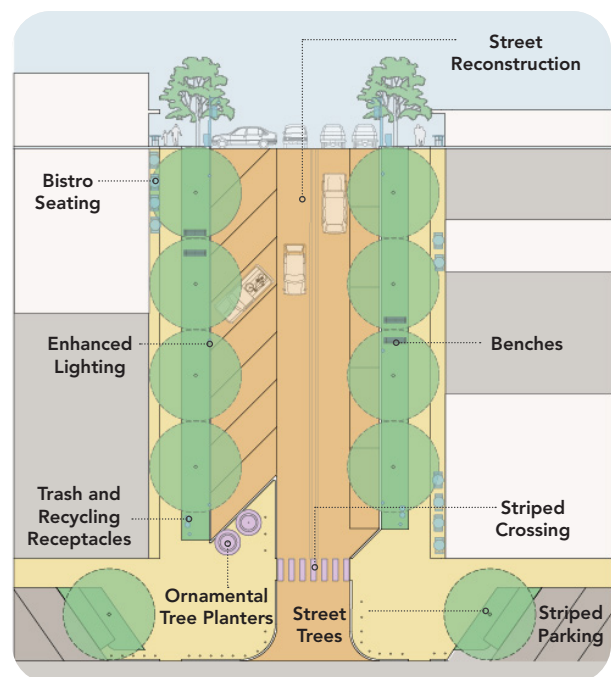 Street
Reconstruction
Bistro
Seating
Enhanced
Lighting
Benches
Trash and
Recycling
Receptacles
Striped
Crossing
Ornamental
Tree Planters
Street
Trees
Striped
Parking